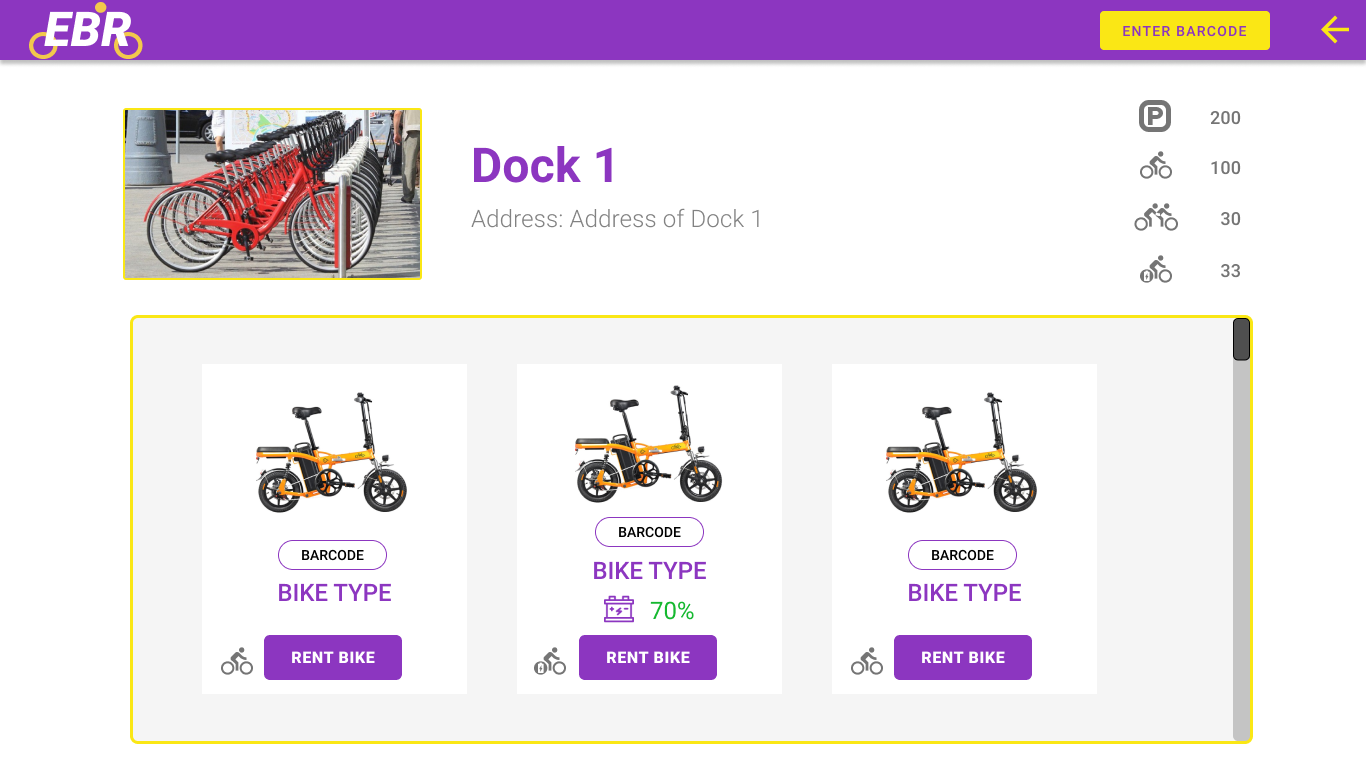 EBR
ENTER BARCODE
P 200
100
30
33
Dock 1
Address: Address of Dock 1
BARCODE
BIKE TYPE
RENT BIKE
BARCODE
BIKE TYPE
70%
RENT BIKE
BARCODE
BIKE TYPE
RENT BIKE